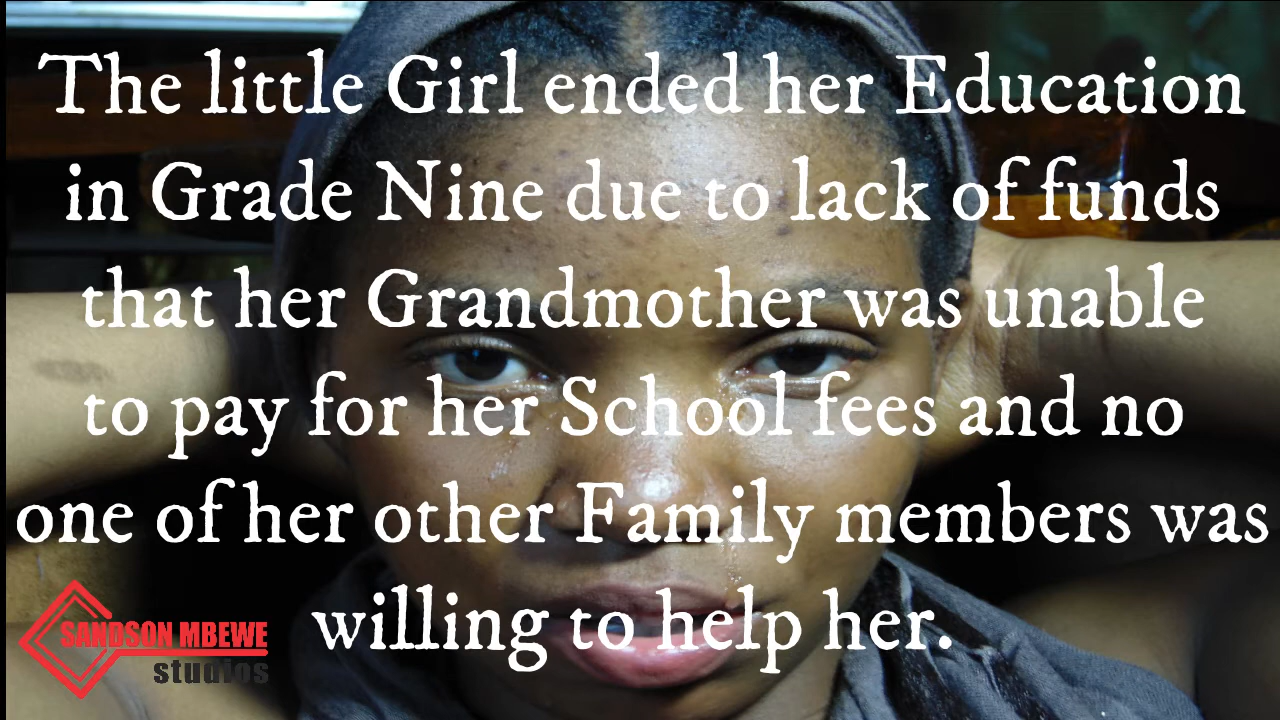 The little Girl ended her Education
in Grade Nine due to lack of funds
that her Grandmother was unable
to pay for her School fees and no
one of her other Family members was
willing to help her.
SANDSON MBEWE
studios